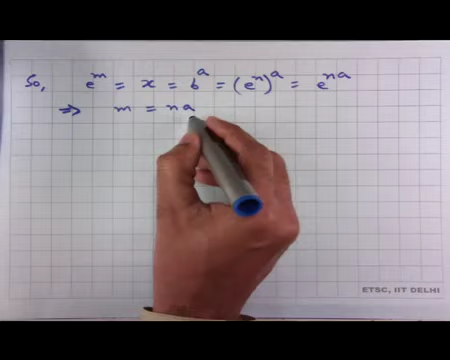 So, e^m = x = b^a = (e^n)^a = e^{na}
⇒ m = na
ETSC, IIT DELHI